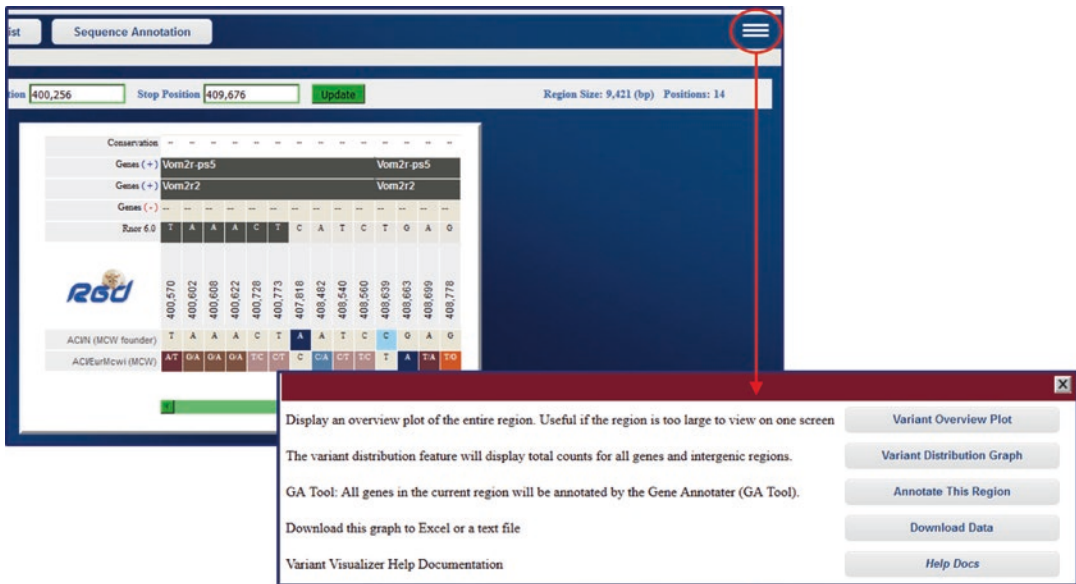 ist Sequence Annotation
tion 400,256 Stop Position 409,676 Update Region Size: 9,421 (bp) Positions: 14
Conservation -- -- -- -- -- -- -- -- -- -- -- -- -- --
Genes (+) Vom2r-ps5 Vom2r-ps5
Genes (+) Vom2r2 Vom2r2
Genes (-) -- -- -- -- -- -- -- -- -- -- -- -- -- --
Rnor 6.0 T A A A C T C A T C T G A G
RGD 400,570 400,602 400,608 400,622 400,728 400,773 407,818 408,482 408,540 408,560 408,639 408,663 408,699 408,778
ACI/N (MCW founder) T A A A C T A A T C C G A G
ACI/EurMcwi (MCW) A/T G/A G/A G/A T/C C/T C C/A C/T T/C T A T/A T/G
X
Display an overview plot of the entire region. Useful if the region is too large to view on one screen Variant Overview Plot
The variant distribution feature will display total counts for all genes and intergenic regions. Variant Distribution Graph
GA Tool: All genes in the current region will be annotated by the Gene Annotater (GA Tool). Annotate This Region
Download this graph to Excel or a text file Download Data
Variant Visualizer Help Documentation Help Docs